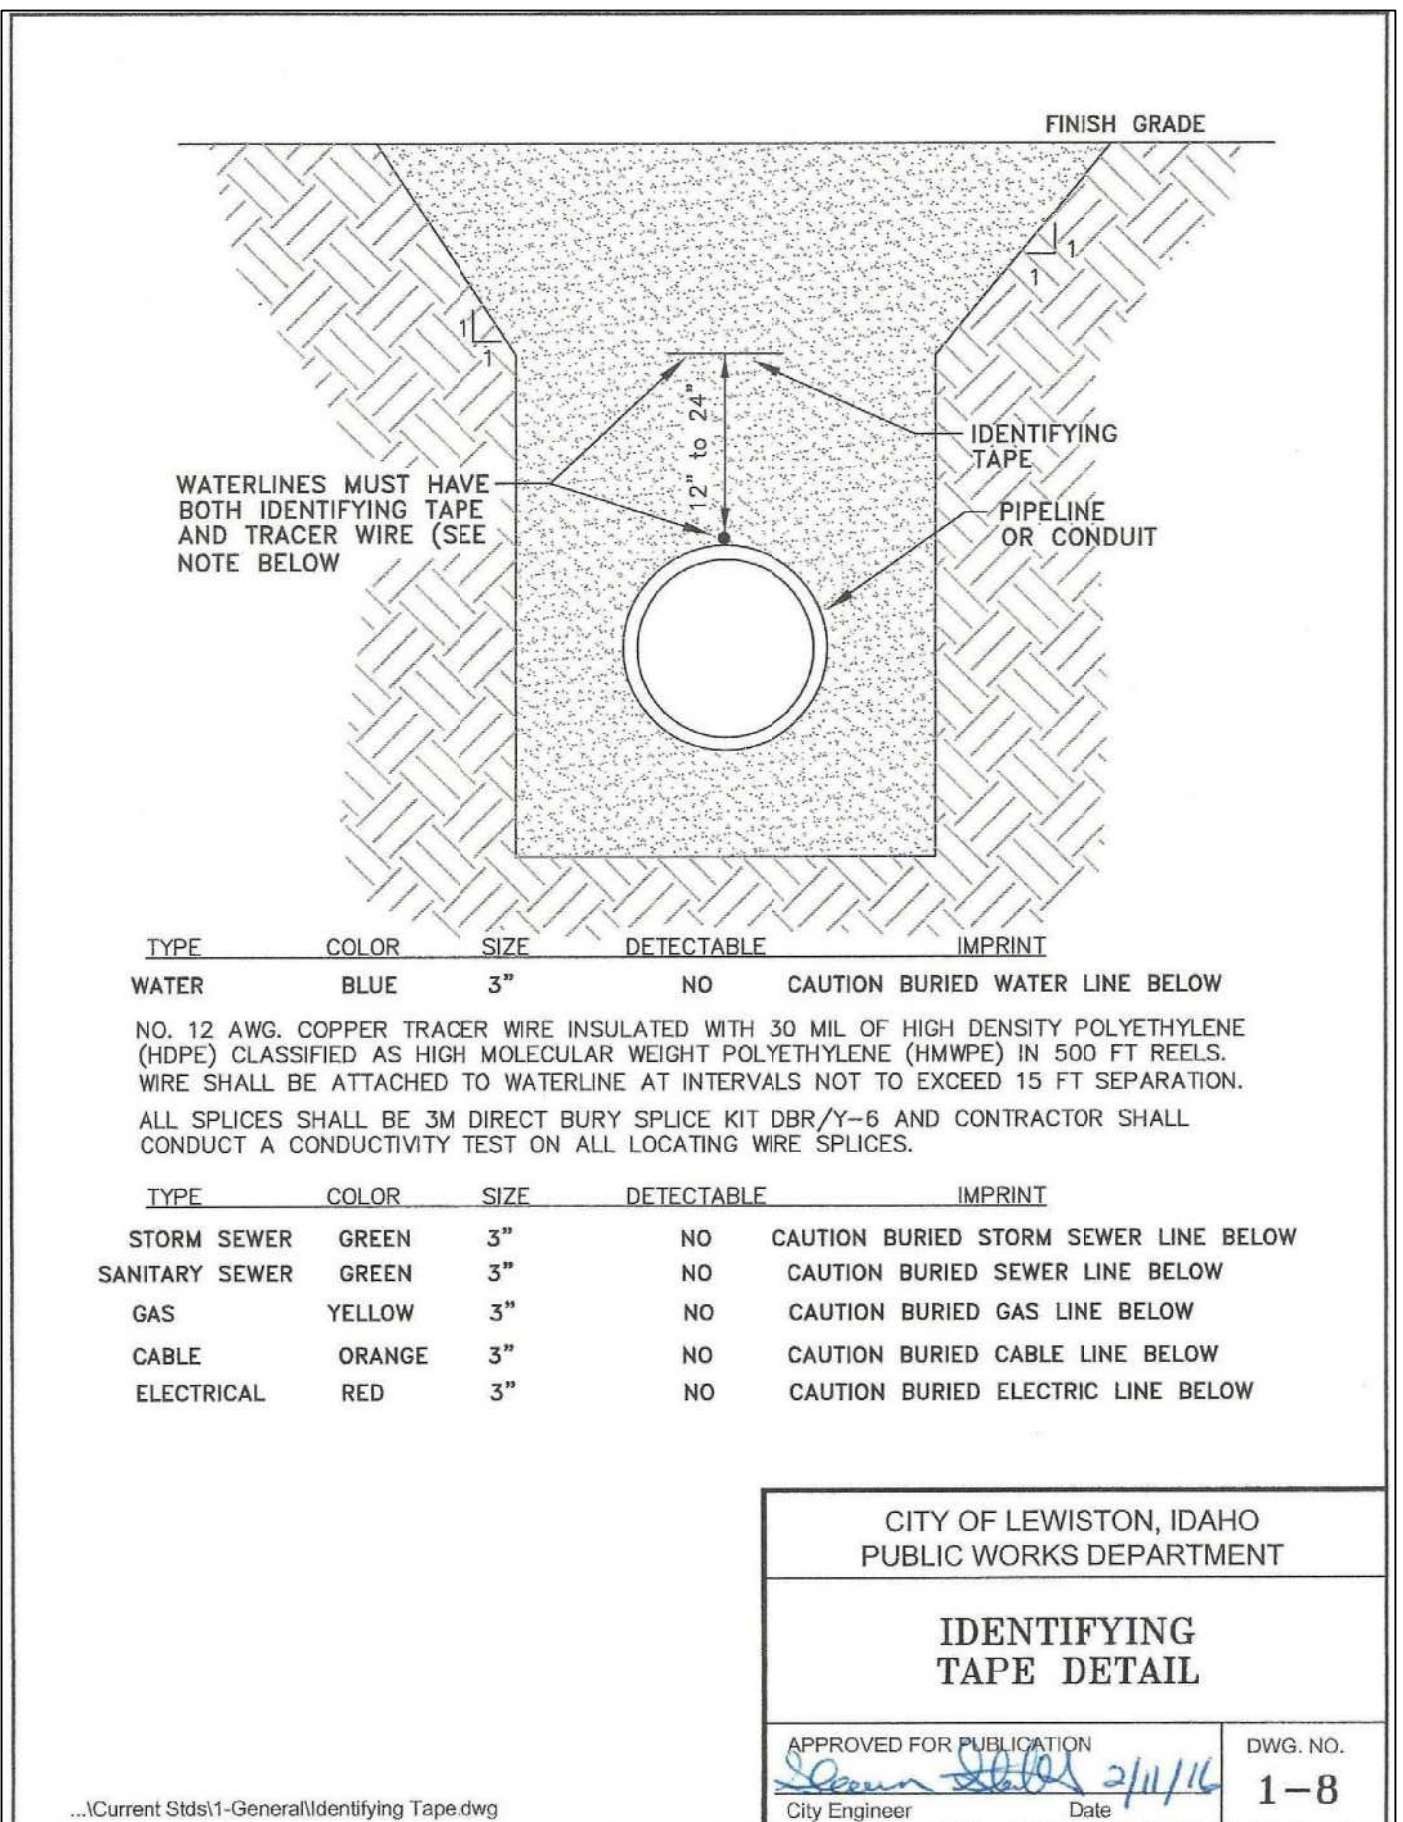 FINISH GRADE
1
1
1
1
12" to 24"
IDENTIFYING
TAPE
WATERLINES MUST HAVE
BOTH IDENTIFYING TAPE
AND TRACER WIRE (SEE
NOTE BELOW
PIPELINE
OR CONDUIT
TYPE COLOR SIZE DETECTABLE IMPRINT
WATER BLUE 3" NO CAUTION BURIED WATER LINE BELOW
NO. 12 AWG. COPPER TRACER WIRE INSULATED WITH 30 MIL OF HIGH DENSITY POLYETHYLENE
(HDPE) CLASSIFIED AS HIGH MOLECULAR WEIGHT POLYETHYLENE (HMWPE) IN 500 FT REELS.
WIRE SHALL BE ATTACHED TO WATERLINE AT INTERVALS NOT TO EXCEED 15 FT SEPARATION.
ALL SPLICES SHALL BE 3M DIRECT BURY SPLICE KIT DBR/Y-6 AND CONTRACTOR SHALL
CONDUCT A CONDUCTIVITY TEST ON ALL LOCATING WIRE SPLICES.
TYPE COLOR SIZE DETECTABLE IMPRINT
STORM SEWER GREEN 3" NO CAUTION BURIED STORM SEWER LINE BELOW
SANITARY SEWER GREEN 3" NO CAUTION BURIED SEWER LINE BELOW
GAS YELLOW 3" NO CAUTION BURIED GAS LINE BELOW
CABLE ORANGE 3" NO CAUTION BURIED CABLE LINE BELOW
ELECTRICAL RED 3" NO CAUTION BURIED ELECTRIC LINE BELOW
CITY OF LEWISTON, IDAHO
PUBLIC WORKS DEPARTMENT
IDENTIFYING
TAPE DETAIL
APPROVED FOR PUBLICATION
2/11/16
City Engineer Date
DWG. NO.
1-8
...\Current Stds\1-General\Identifying Tape.dwg